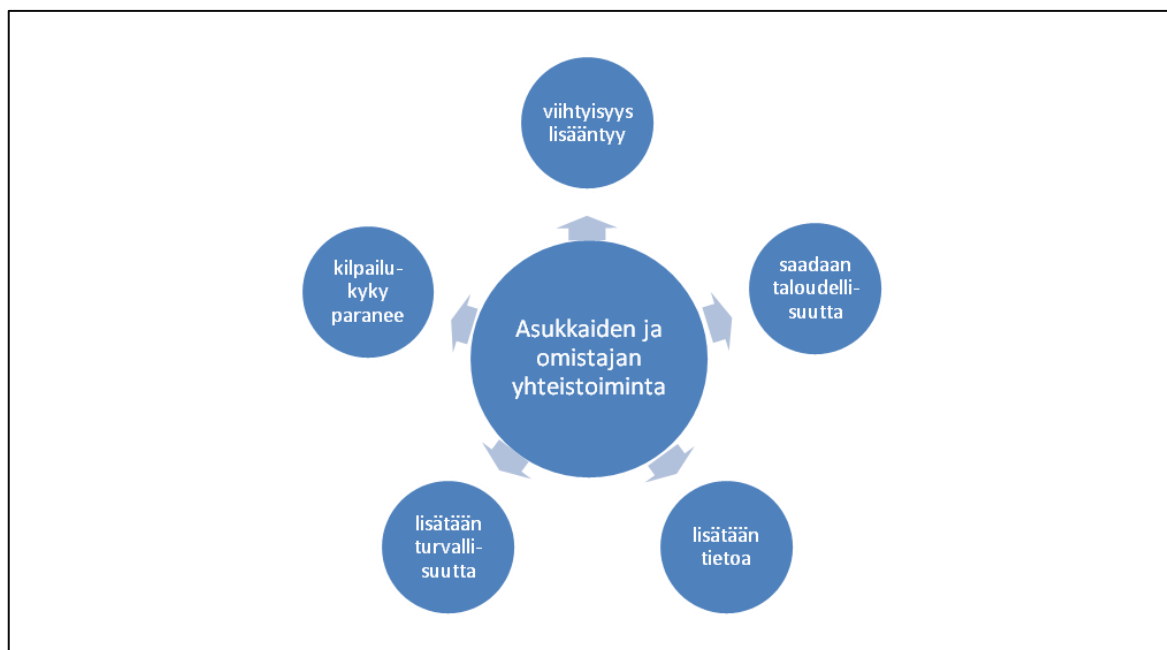 viihtyisyys
lisääntyy
saadaan
taloudelli-
suutta
lisätään
tietoa
lisätään
turvalli-
suutta
kilpailu-
kyky
paranee
Asukkaiden ja
omistajan
yhteistoiminta